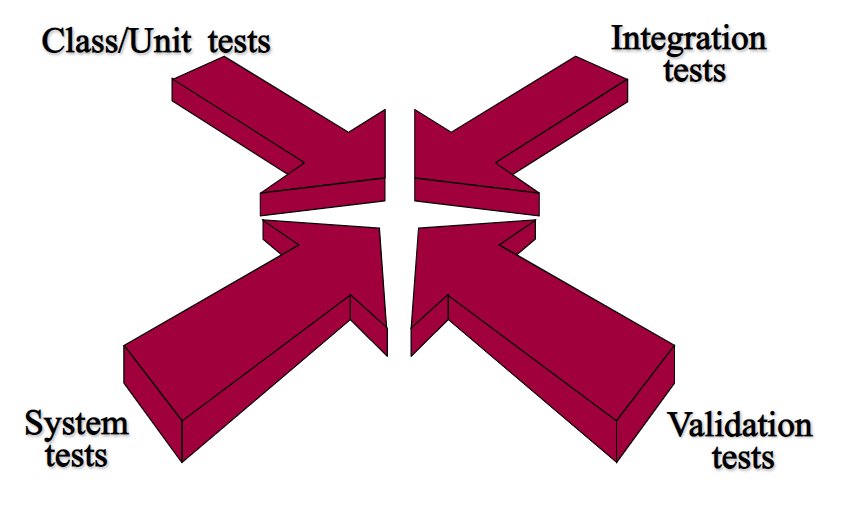 Class/Unit tests
Integration
tests
System
tests
Validation
tests